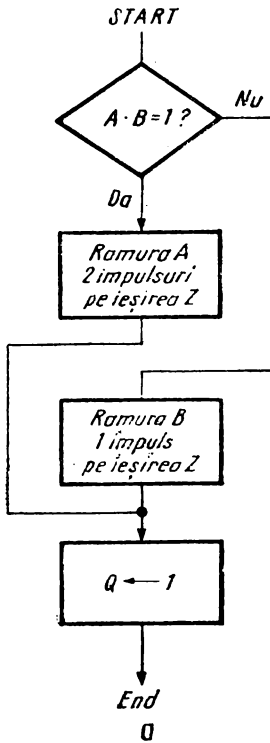 START
A · B = 1 ?
Nu
Da
Ramura A
2 impulsuri
pe ieșirea Z
Ramura B
1 impuls
pe ieșirea Z
Q ← 1
End
a